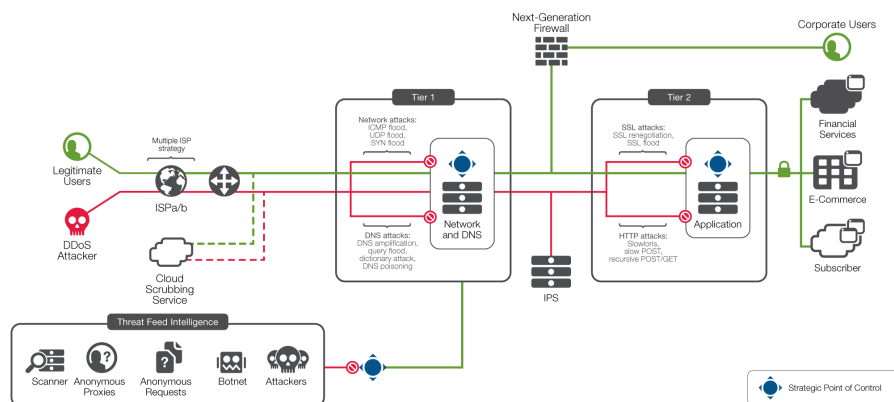 Next-Generation
Firewall
Corporate Users
Tier 1
Tier 2
Network attacks:
ICMP flood,
UDP flood,
SYN flood
SSL attacks:
SSL renegotiation,
SSL flood
Financial
Services
Multiple ISP
strategy
Legitimate
Users
ISPa/b
E-Commerce
DDoS
Attacker
Network
and DNS
Application
DNS attacks:
DNS amplification,
query flood,
dictionary attack,
DNS poisoning
HTTP attacks:
Slowloris,
slow POST,
recursive POST/GET
Subscriber
Cloud
Scrubbing
Service
IPS
Threat Feed Intelligence
Scanner
Anonymous
Proxies
Anonymous
Requests
Botnet
Attackers
Strategic Point of Control